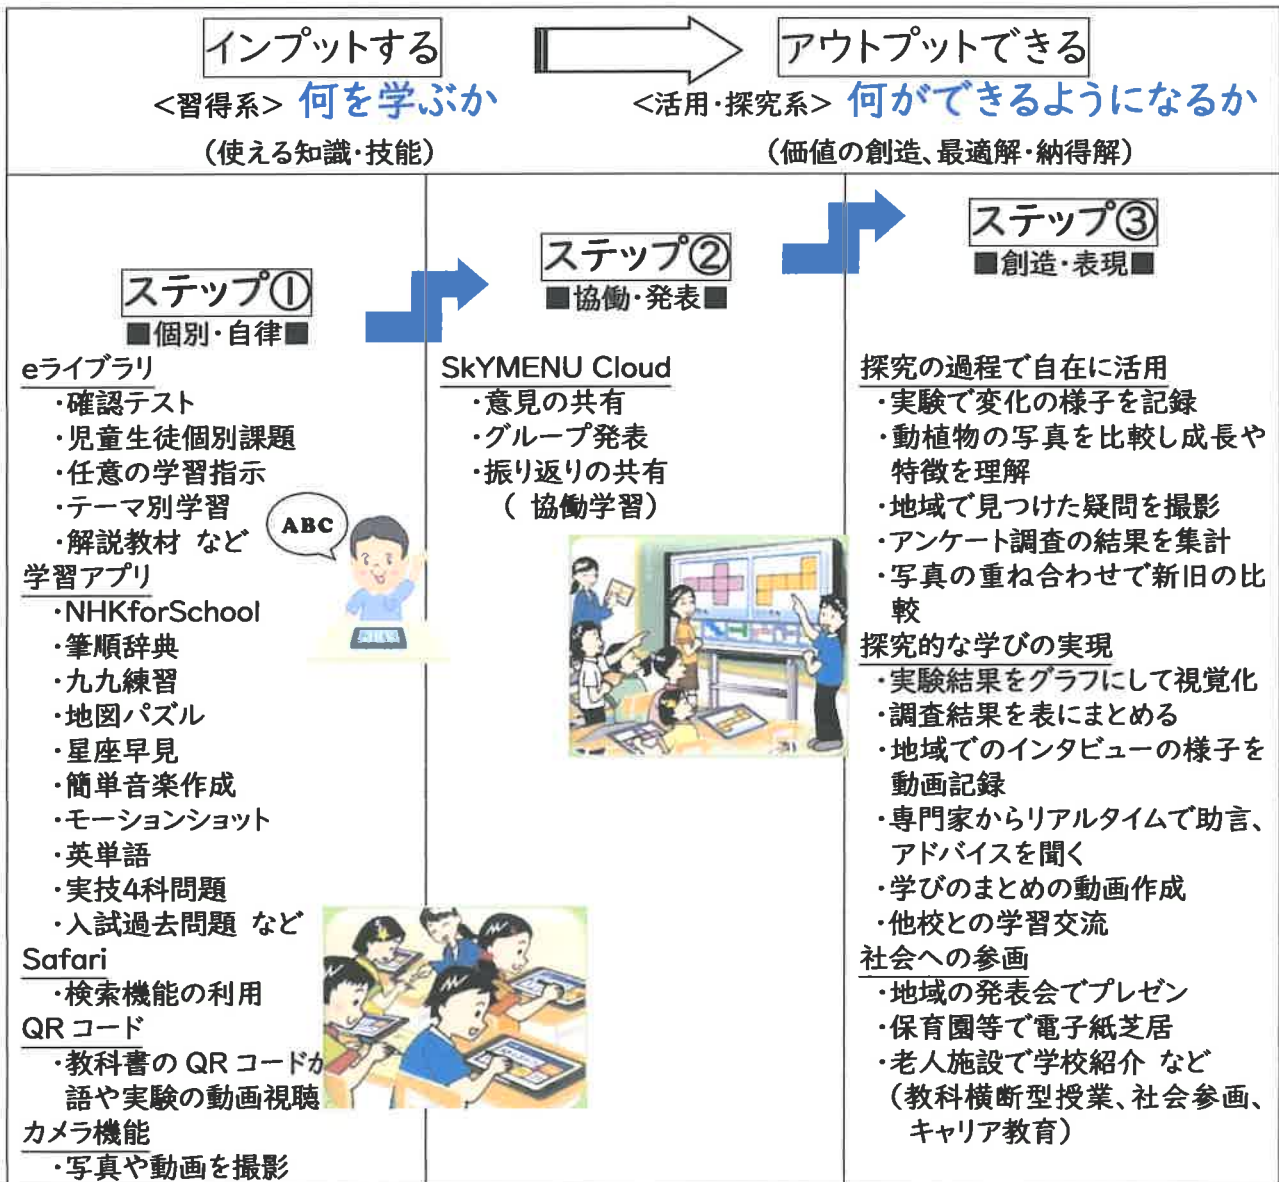 インプットする
アウトプットできる
<習得系> 何を学ぶか
<活用・探究系> 何ができるようになるか
(使える知識・技能)
(価値の創造、最適解・納得解)
ステップ①
■個別・自律■
eライブラリ
・確認テスト
・児童生徒個別課題
・任意の学習指示
・テーマ別学習
・解説教材 など
学習アプリ
・NHKforSchool
・筆順辞典
・九九練習
・地図パズル
・星座早見
・簡単音楽作成
・モーションショット
・英単語
・実技4科問題
・入試過去問題 など
Safari
・検索機能の利用
QRコード
・教科書のQRコードか
語や実験の動画視聴
カメラ機能
・写真や動画を撮影
ABC
ステップ②
■協働・発表■
SkYMENU Cloud
・意見の共有
・グループ発表
・振り返りの共有
( 協働学習)
ステップ③
■創造・表現■
探究の過程で自在に活用
・実験で変化の様子を記録
・動植物の写真を比較し成長や
特徴を理解
・地域で見つけた疑問を撮影
・アンケート調査の結果を集計
・写真の重ね合わせで新旧の比
較
探究的な学びの実現
・実験結果をグラフにして視覚化
・調査結果を表にまとめる
・地域でのインタビューの様子を
動画記録
・専門家からリアルタイムで助言、
アドバイスを聞く
・学びのまとめの動画作成
・他校との学習交流
社会への参画
・地域の発表会でプレゼン
・保育園等で電子紙芝居
・老人施設で学校紹介 など
(教科横断型授業、社会参画、
キャリア教育)